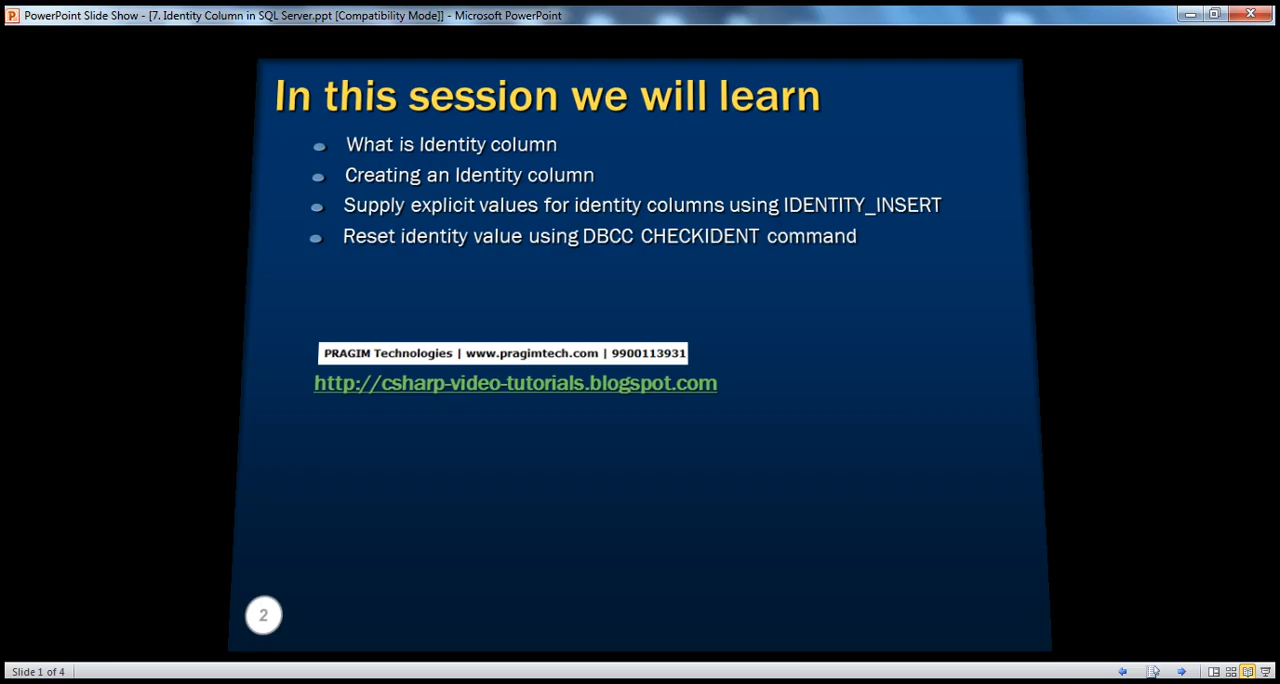 PowerPoint Slide Show - [7. Identity Column in SQL Server.ppt [Compatibility Mode]] - Microsoft PowerPoint
In this session we will learn
What is Identity column
Creating an Identity column
Supply explicit values for identity columns using IDENTITY_INSERT
Reset identity value using DBCC CHECKIDENT command
PRAGIM Technologies | www.pragimtech.com | 9900113931
http://csharp-video-tutorials.blogspot.com
2
Slide 1 of 4